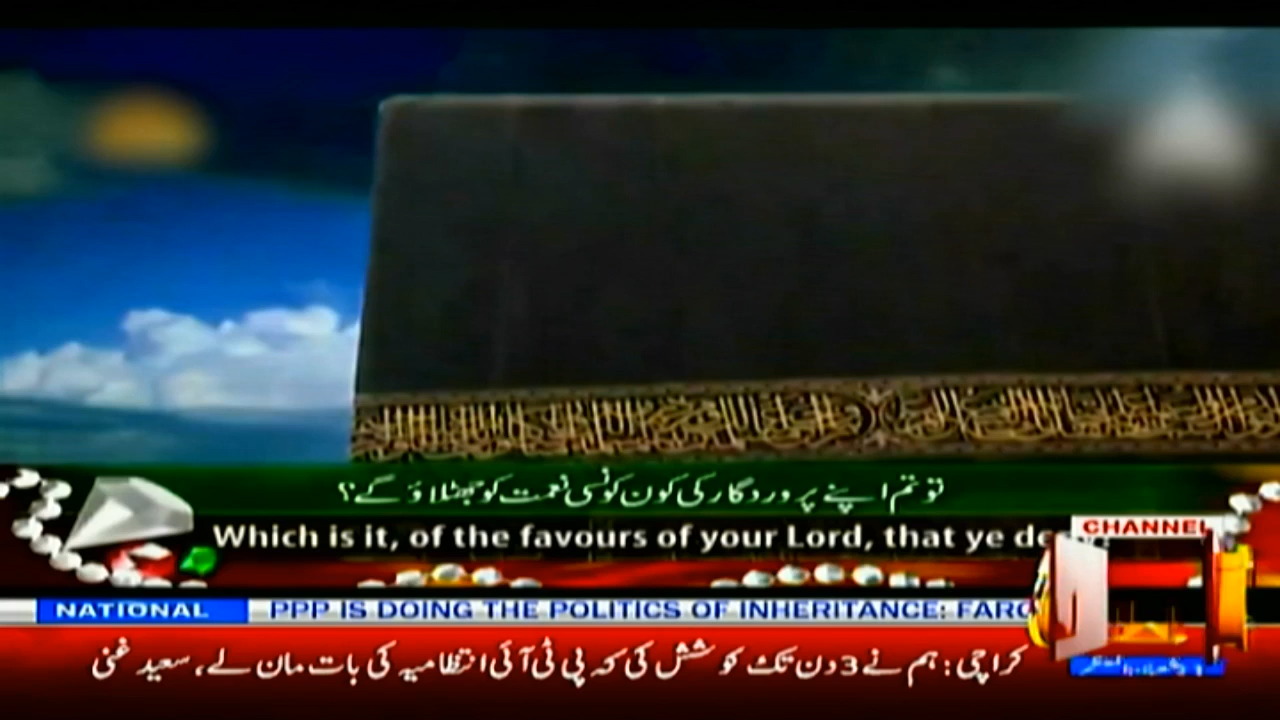 تو تم اپنے پروردگار کی کون کونسی نعمت کو جھٹلاؤ گے؟
Which is it, of the favours of your Lord, that ye
CHANNEL
NATIONAL PPP IS DOING THE POLITICS OF INHERITANCE:
کراچی: ہم نے 3 دن تک کوشش کی کہ پی ٹی آئی انتظامیہ کی بات مان لے، سعید غنی